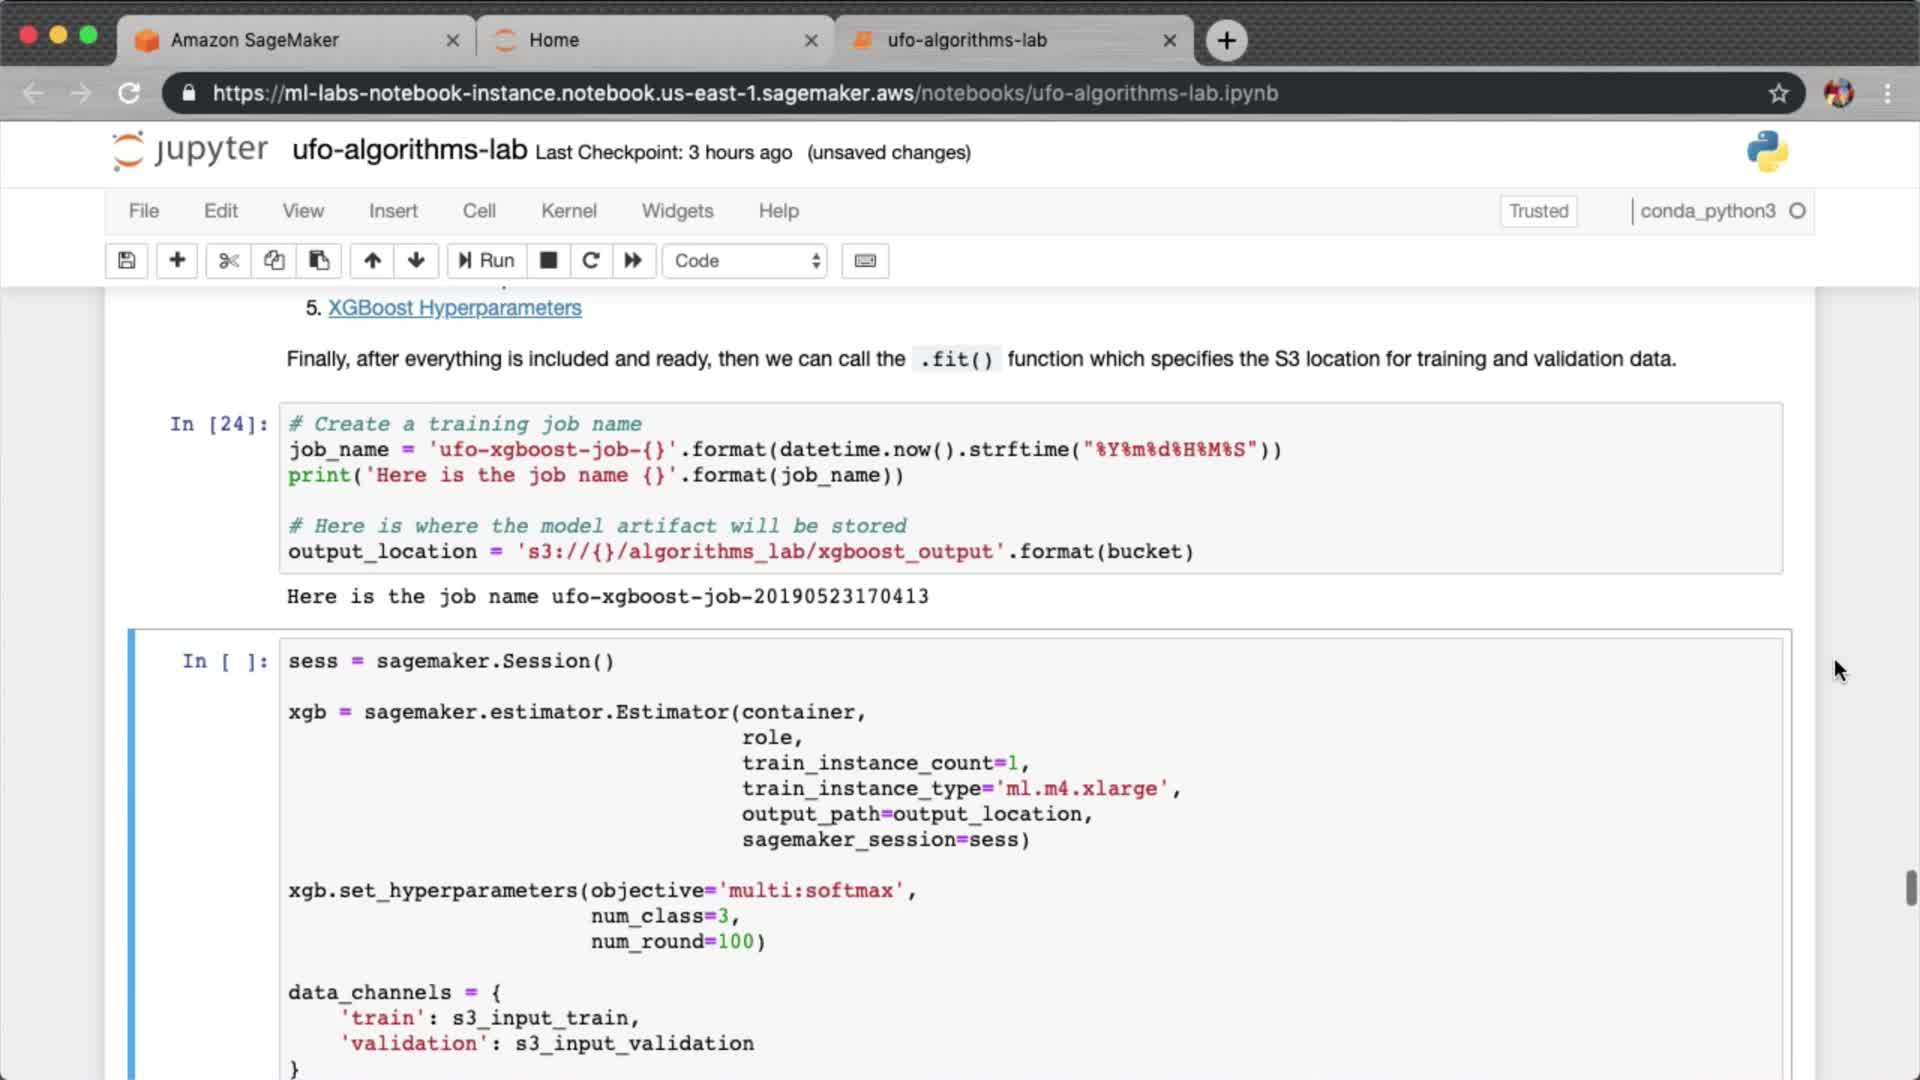 Amazon SageMaker
Home
ufo-algorithms-lab
https://ml-labs-notebook-instance.notebook.us-east-1.sagemaker.aws/notebooks/ufo-algorithms-lab.ipynb
jupyter ufo-algorithms-lab Last Checkpoint: 3 hours ago (unsaved changes)
File Edit View Insert Cell Kernel Widgets Help Trusted conda_python3
Run Code
5. XGBoost Hyperparameters
Finally, after everything is included and ready, then we can call the .fit() function which specifies the S3 location for training and validation data.
In [24]: # Create a training job name
job_name = 'ufo-xgboost-job-{}'.format(datetime.now().strftime("%Y%m%d%H%M%S"))
print('Here is the job name {}'.format(job_name))
# Here is where the model artifact will be stored
output_location = 's3://{}/algorithms_lab/xgboost_output'.format(bucket)
Here is the job name ufo-xgboost-job-20190523170413
In [ ]: sess = sagemaker.Session()
xgb = sagemaker.estimator.Estimator(container,
role,
train_instance_count=1,
train_instance_type='ml.m4.xlarge',
output_path=output_location,
sagemaker_session=sess)
xgb.set_hyperparameters(objective='multi:softmax',
num_class=3,
num_round=100)
data_channels = {
'train': s3_input_train,
'validation': s3_input_validation
}